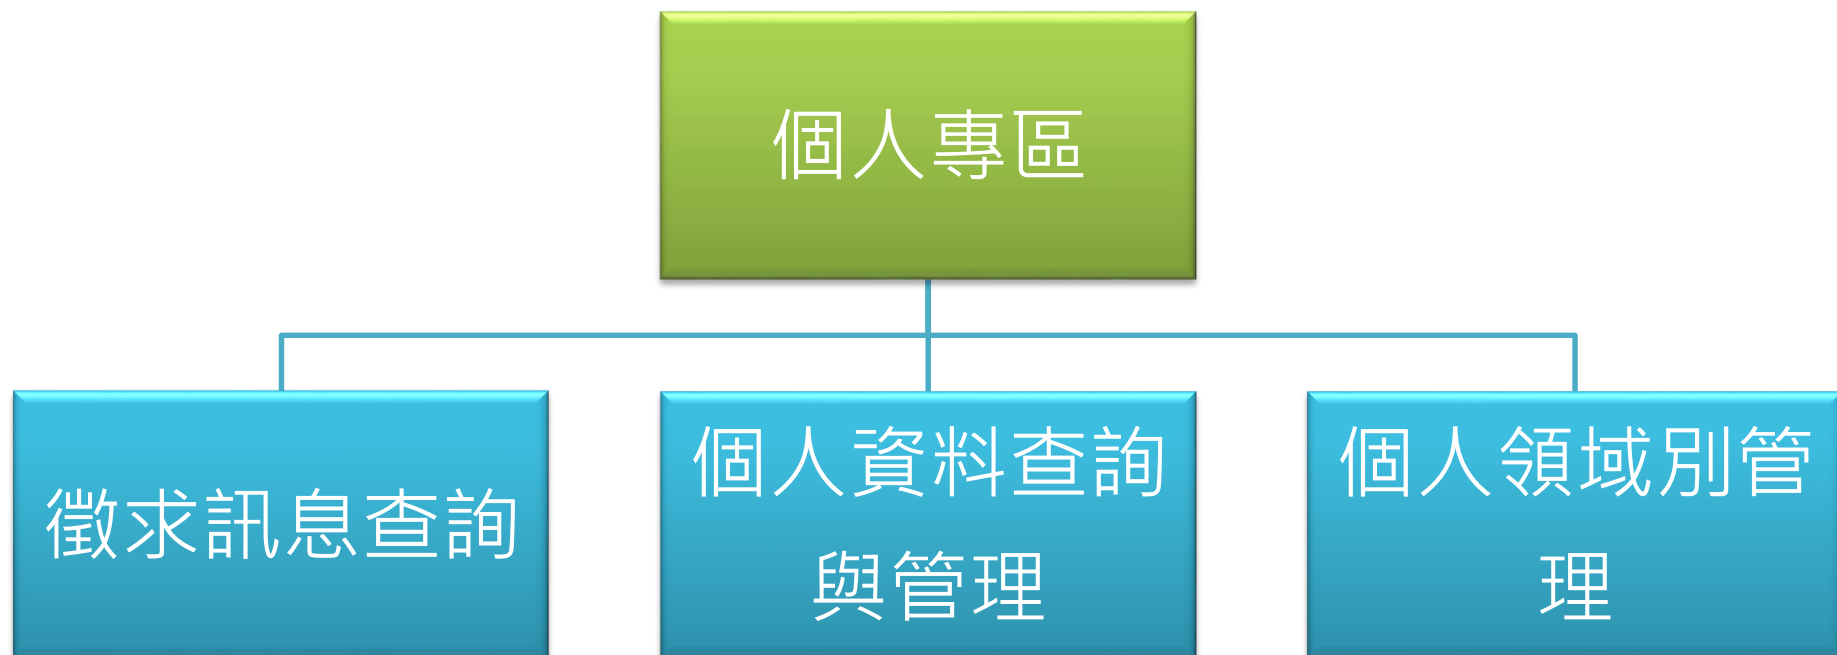 個人專區
徵求訊息查詢
個人資料查詢
與管理
個人領域別管
理